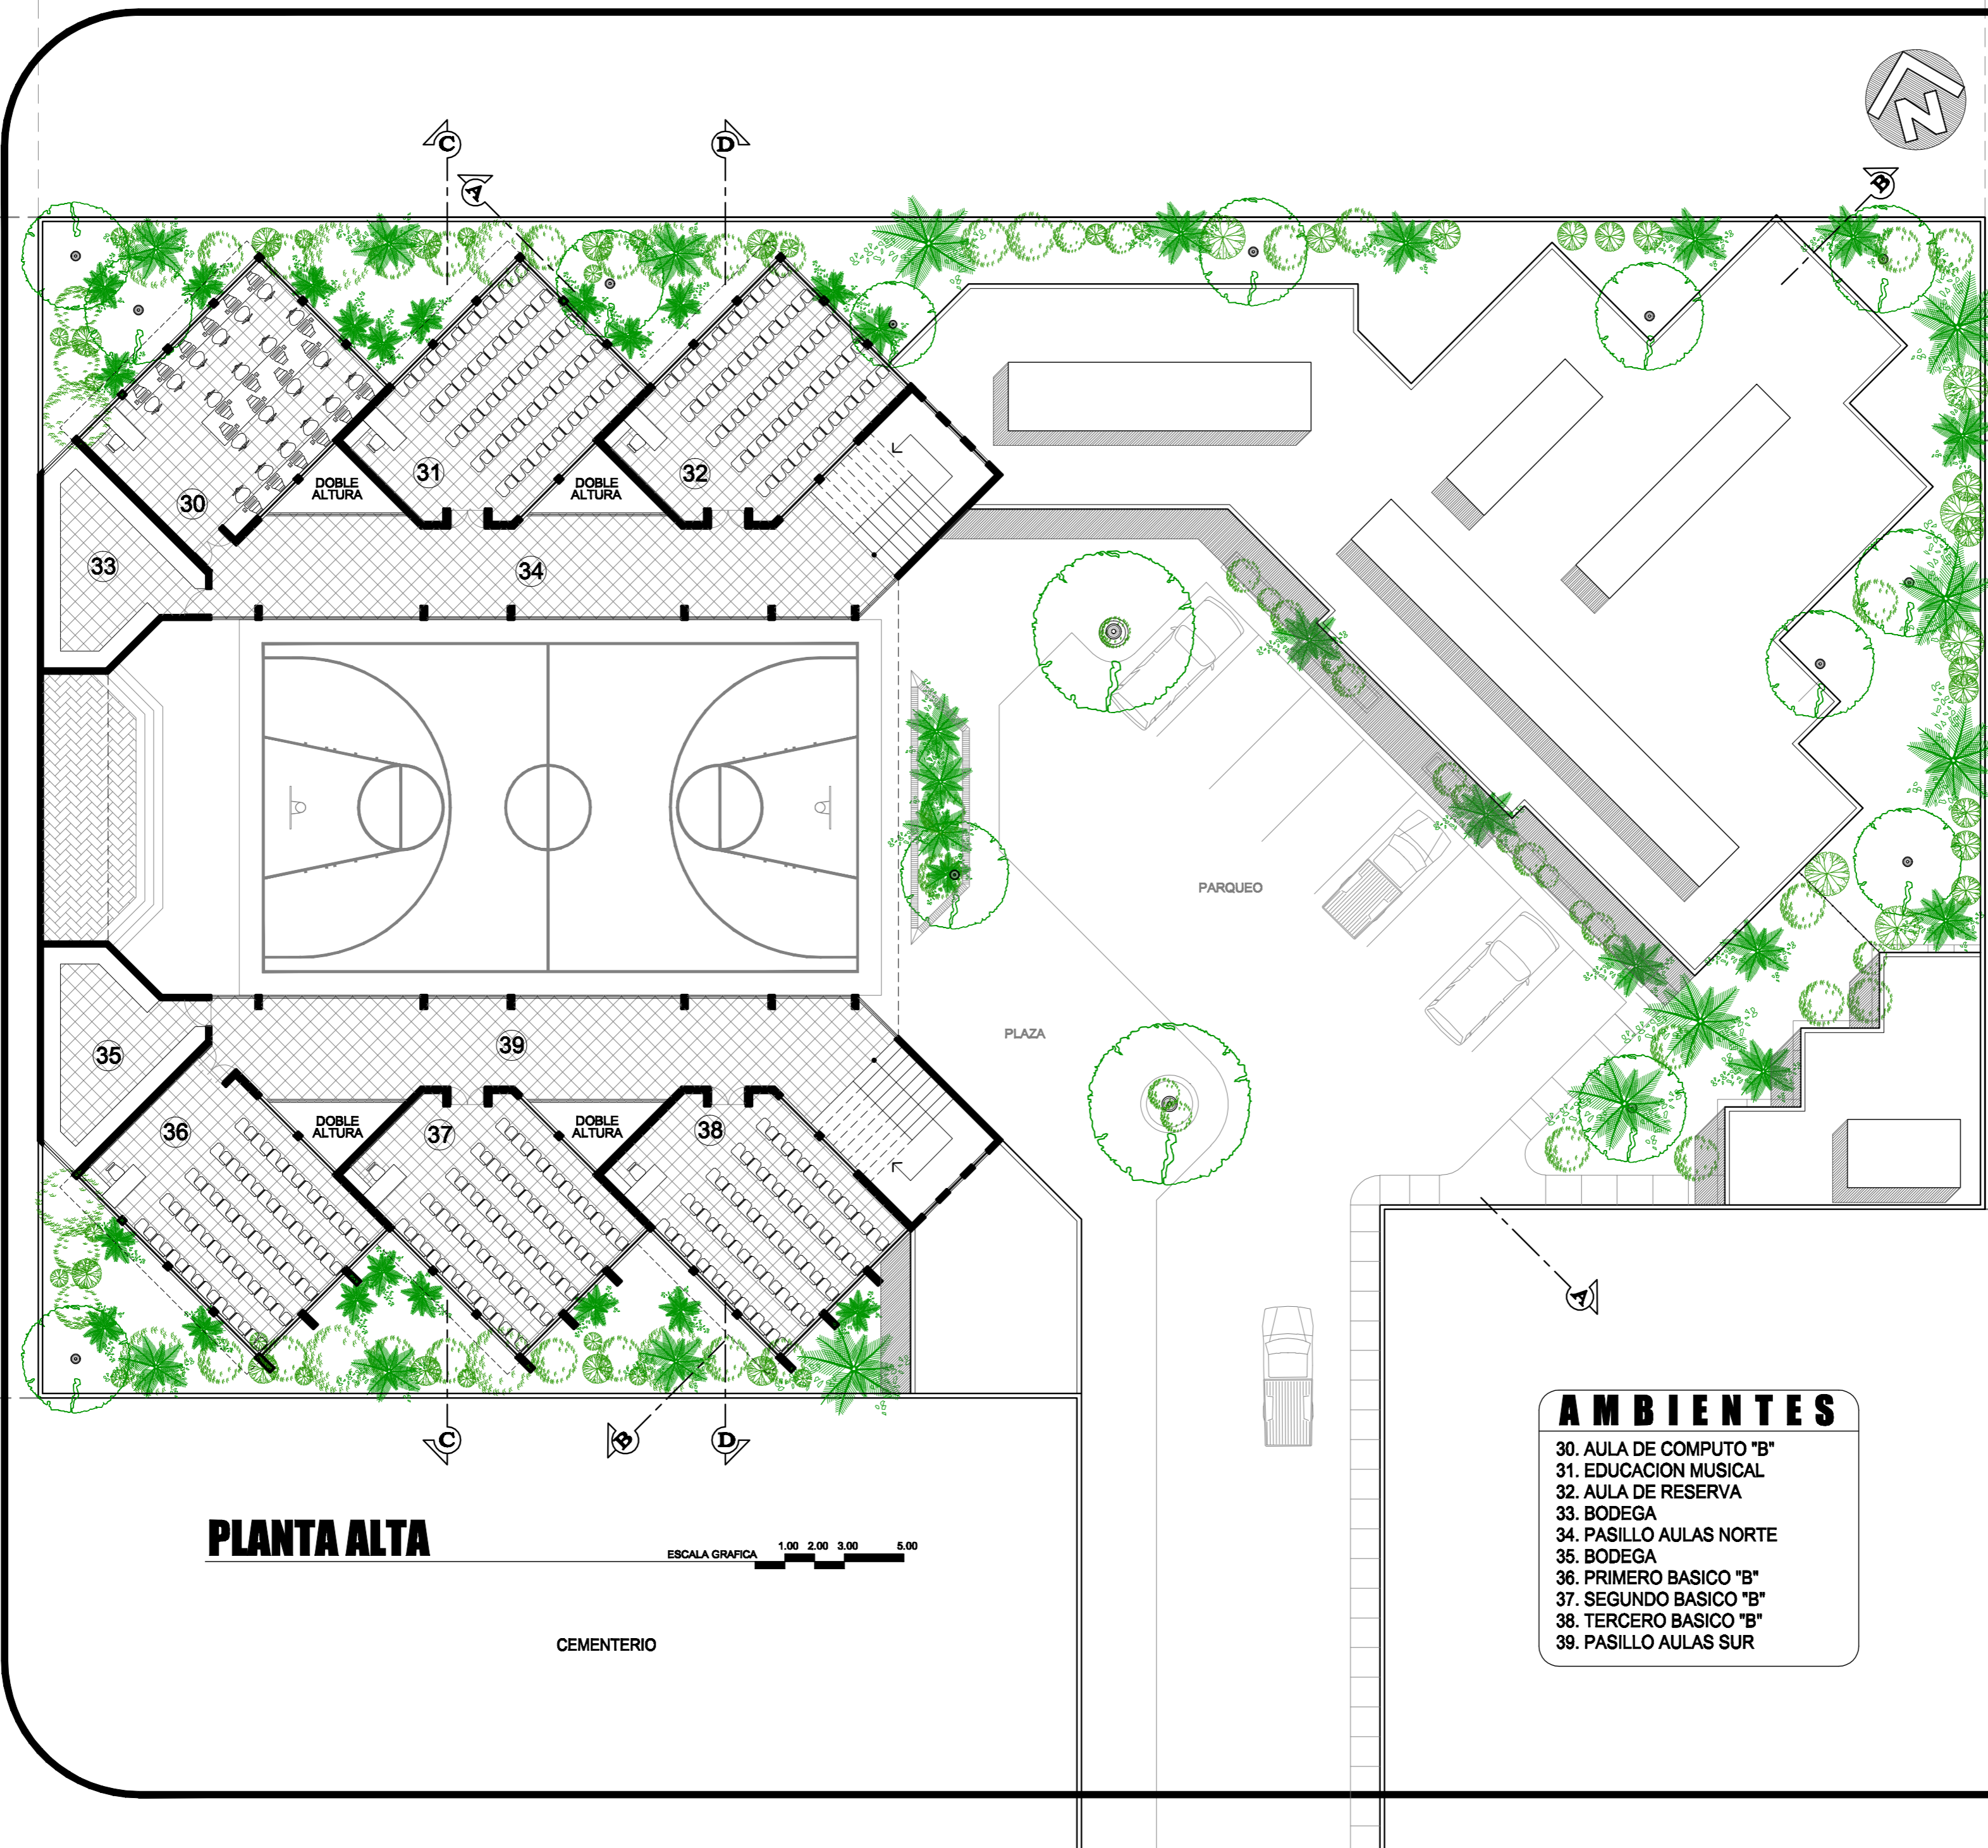 N
C
D
A
B
31
32
30
DOBLE
ALTURA
DOBLE
ALTURA
33
34
PARQUEO
PLAZA
39
35
36
DOBLE
ALTURA
37
DOBLE
ALTURA
38
A
C
B
D
PLANTA ALTA
ESCALA GRAFICA
1.00 2.00 3.00 5.00
CEMENTERIO
AMBIENTES
30. AULA DE COMPUTO "B"
31. EDUCACION MUSICAL
32. AULA DE RESERVA
33. BODEGA
34. PASILLO AULAS NORTE
35. BODEGA
36. PRIMERO BASICO "B"
37. SEGUNDO BASICO "B"
38. TERCERO BASICO "B"
39. PASILLO AULAS SUR